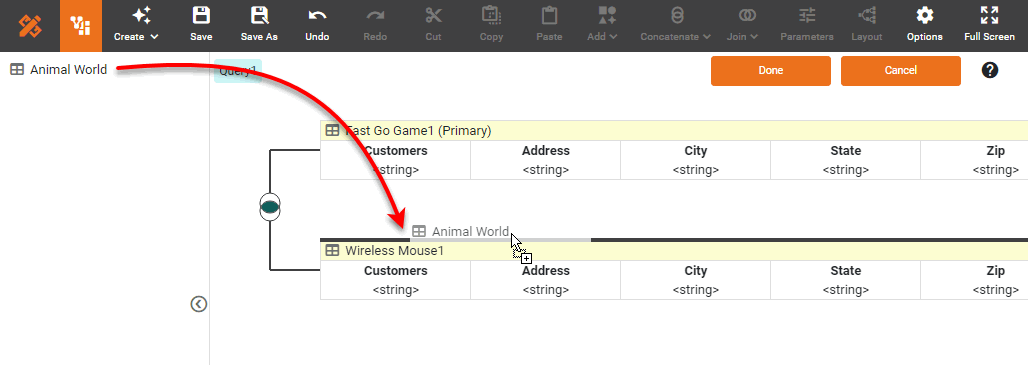 Create
Save
Save As
Undo
Redo
Cut
Copy
Paste
Add
Concatenate
Join
Parameters
Layout
Options
Full Screen
Animal World
Query1
Done
Cancel
?
Fast Go Game1 (Primary)
Customers Address City State Zip
<string> <string> <string> <string> <string>
Animal World
Wireless Mouse1
Customers Address City State Zip
<string> <string> <string> <string> <string>